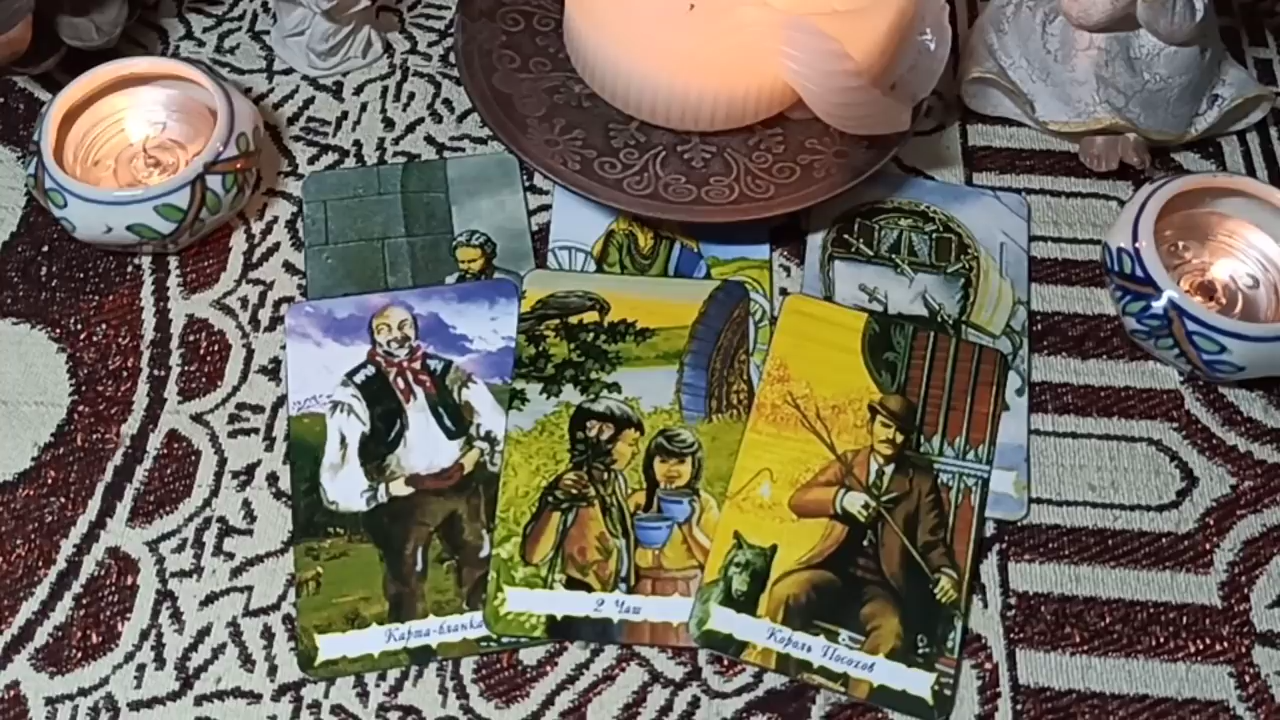 Карта-бланка
2 Чаш
Король Посохов